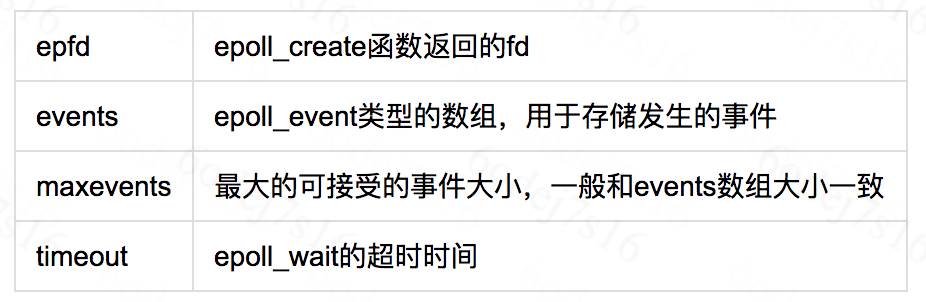 epfd epoll_create函数返回的fd
events epoll_event类型的数组，用于存储发生的事件
maxevents 最大的可接受的事件大小，一般和events数组大小一致
timeout epoll_wait的超时时间